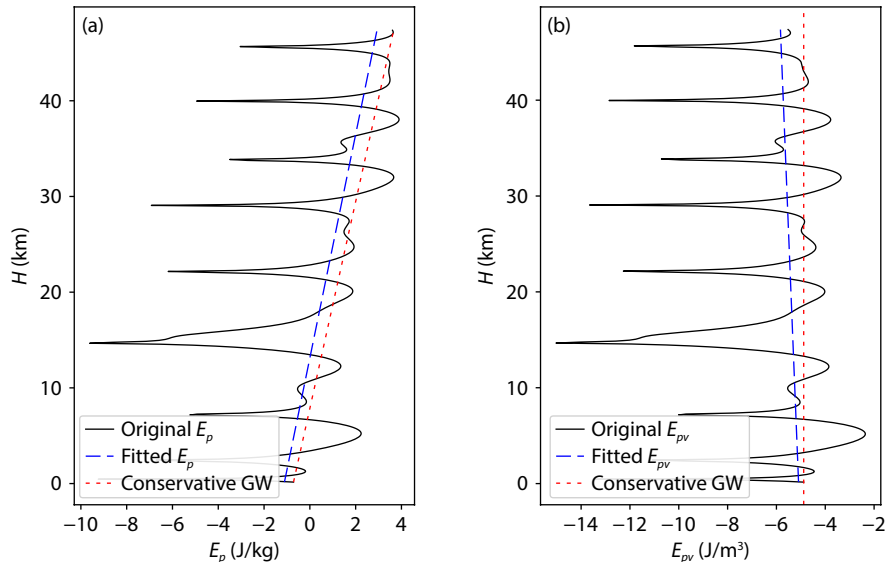 (a)
H (km)
40
30
20
10
0
Original Ep
Fitted Ep
Conservative GW
−10 −8 −6 −4 −2 0 2 4
Ep (J/kg)
(b)
H (km)
40
30
20
10
0
Original Epv
Fitted Epv
Conservative GW
−14 −12 −10 −8 −6 −4 −2
Epv (J/m³)